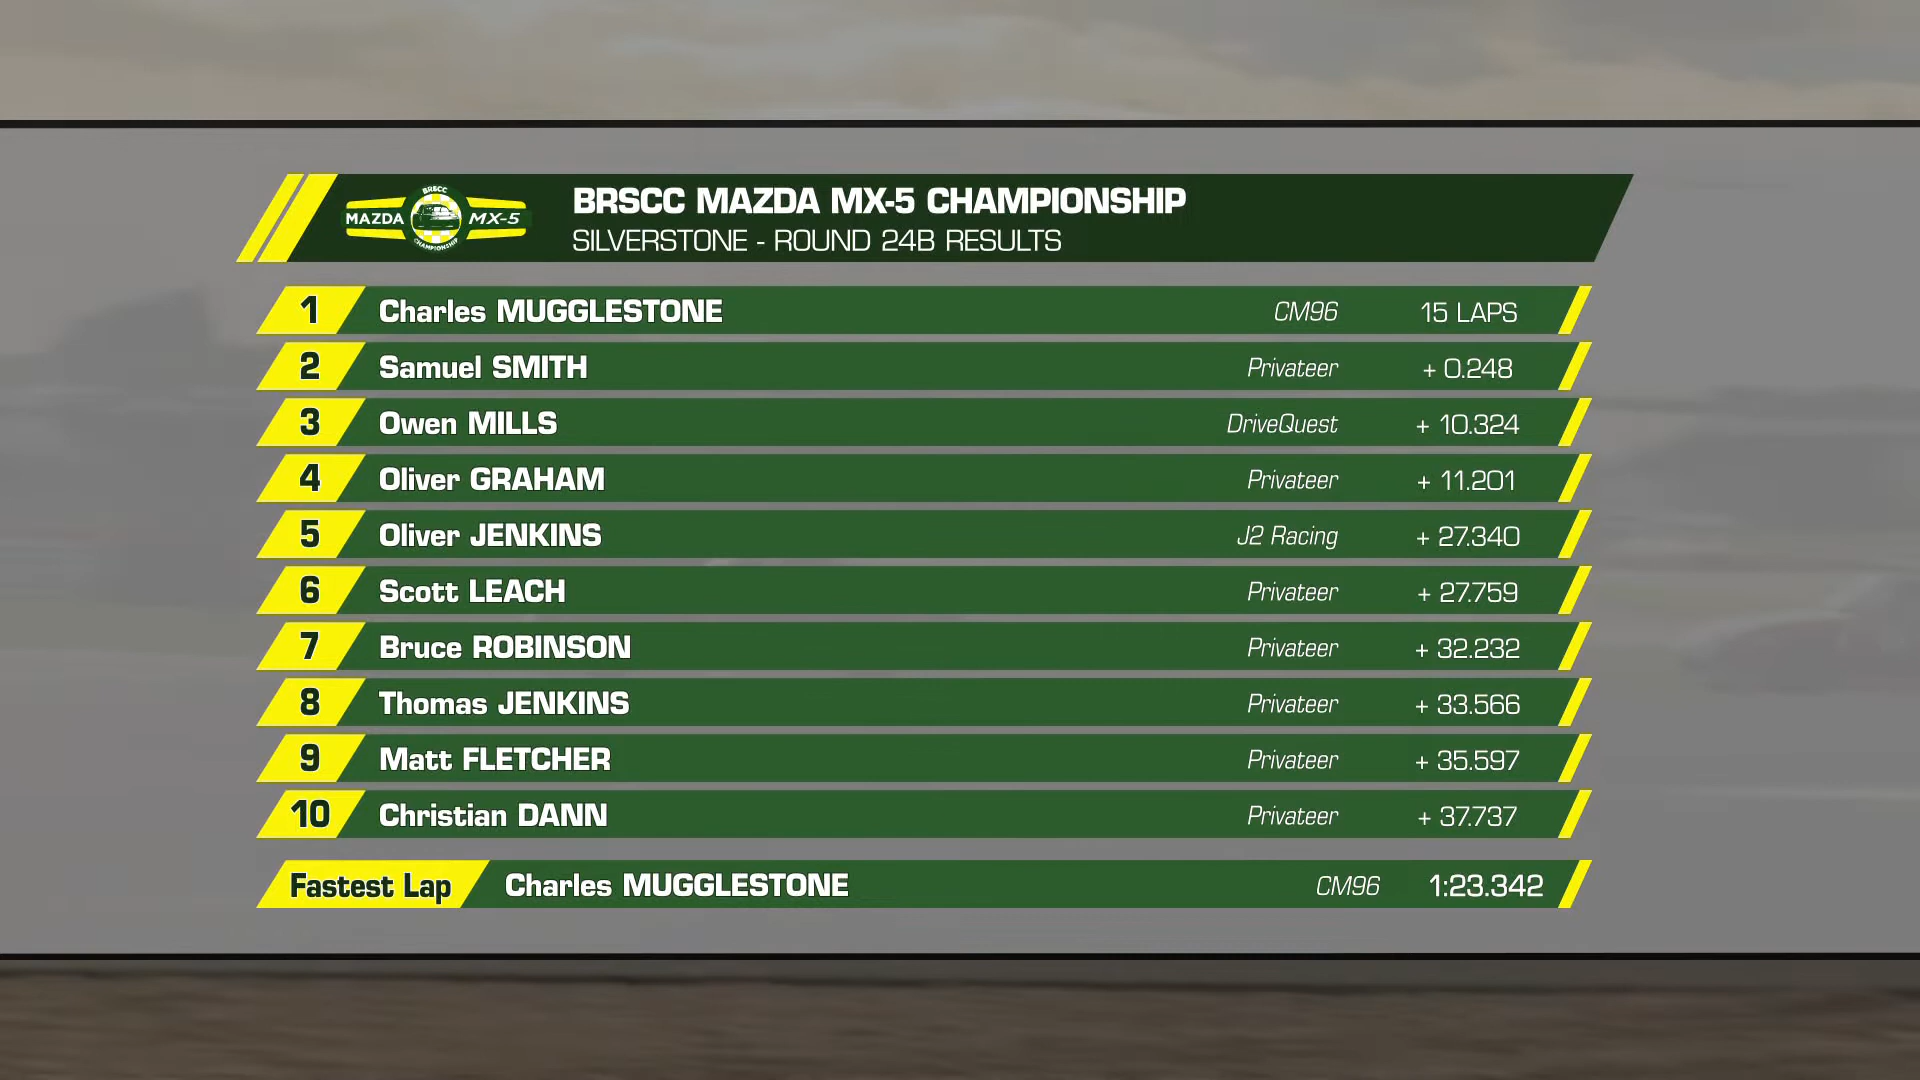 BRSCC
MAZDA MX-5
CHAMPIONSHIP
BRSCC MAZDA MX-5 CHAMPIONSHIP
SILVERSTONE - ROUND 24B RESULTS
1 Charles MUGGLESTONE CM96 15 LAPS
2 Samuel SMITH Privateer + 0.248
3 Owen MILLS DriveQuest + 10.324
4 Oliver GRAHAM Privateer + 11.201
5 Oliver JENKINS J2 Racing + 27.340
6 Scott LEACH Privateer + 27.759
7 Bruce ROBINSON Privateer + 32.232
8 Thomas JENKINS Privateer + 33.566
9 Matt FLETCHER Privateer + 35.597
10 Christian DANN Privateer + 37.737
Fastest Lap Charles MUGGLESTONE CM96 1:23.342